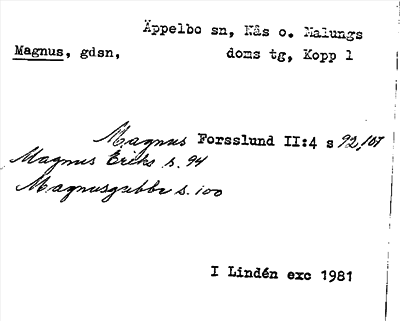 Äppelbo sn, Nås o. Malungs
Magnus, gdsn, doms tg, Kopp l
Magnus Forsslund II:4 s 92,107
Magnus Eriks s. 94
Magnusgubbe s. 100
I Lindén exc 1981